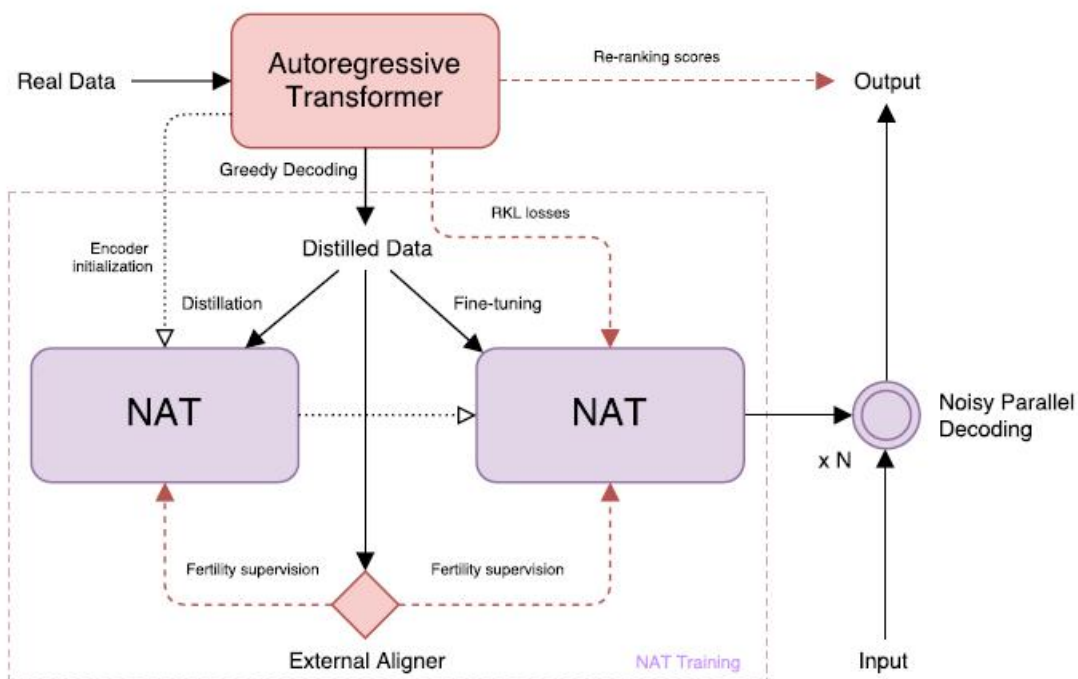 Real Data
Autoregressive
Transformer
Re-ranking scores
Output
Greedy Decoding
RKL losses
Encoder
initialization
Distilled Data
Distillation
Fine-tuning
NAT
NAT
Noisy Parallel
Decoding
x N
Fertility supervision
Fertility supervision
External Aligner
NAT Training
Input